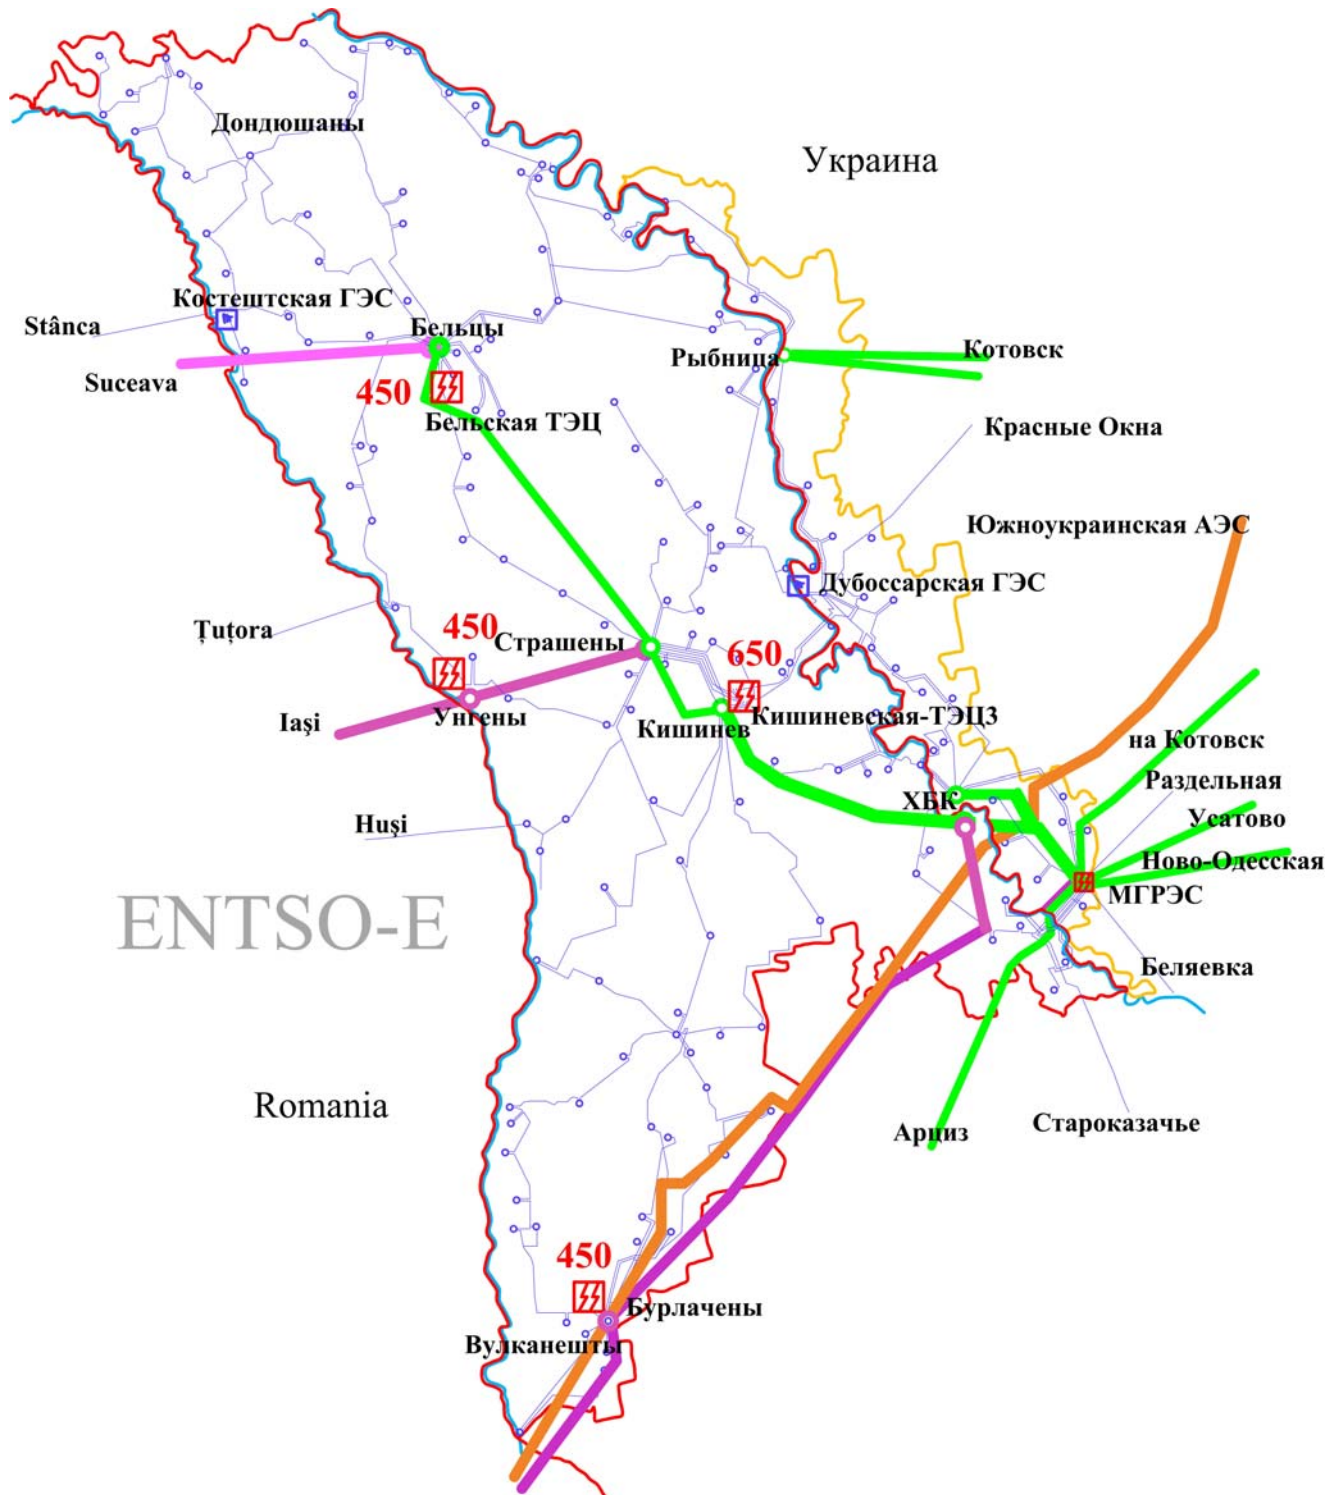 Дондюшаны
Украина
Костештская ГЭС
Stânca
Бельцы
Рыбница
Котовск
Suceava
450
Бельская ТЭЦ
Красные Окна
Южноукраинская АЭС
Дубоссарская ГЭС
Ţuţora
450
Страшены
650
Iaşi
Унгены
Кишинев
Кишиневская-ТЭЦ3
на Котовск
Раздельная
ХБК
Huşi
Усатово
Ново-Одесская
МГРЭС
ENTSO-E
Беляевка
Romania
Арциз
Староказачье
450
Бурлачены
Вулканешты